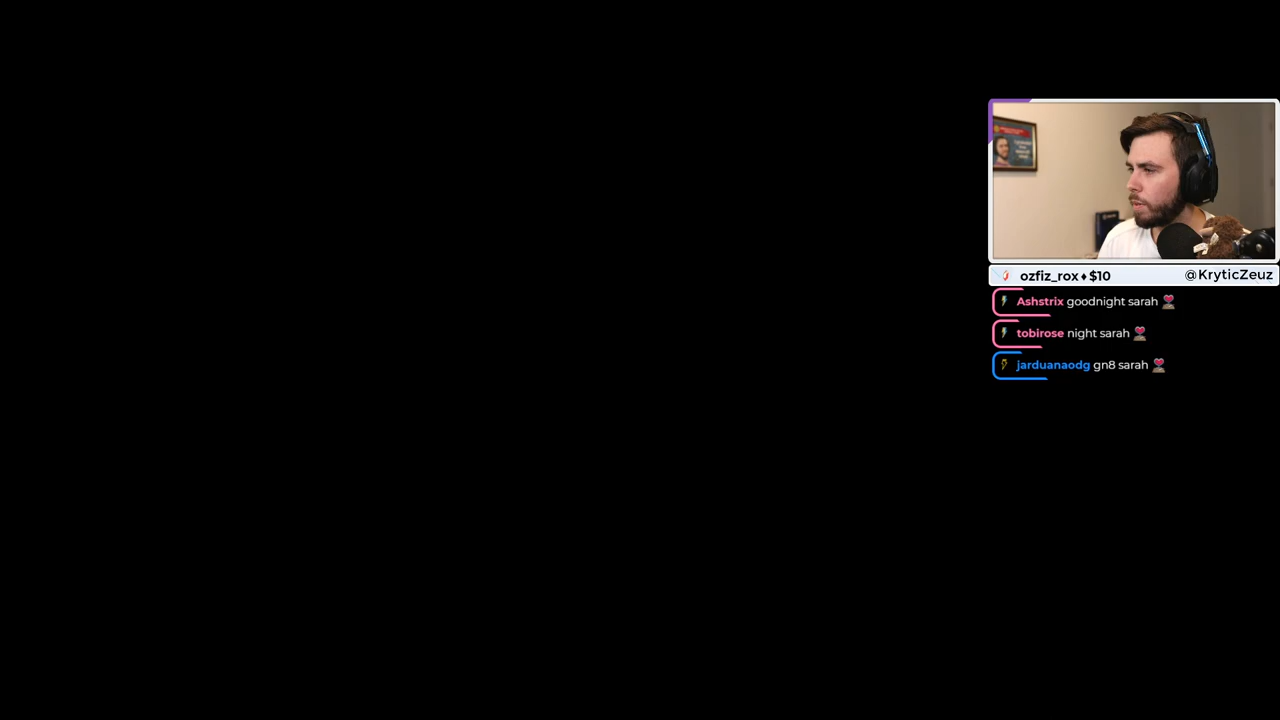 ozfiz_rox ♦ $10
@KryticZeuz
Ashstrix goodnight sarah
tobirose night sarah
jarduanaodg gn8 sarah